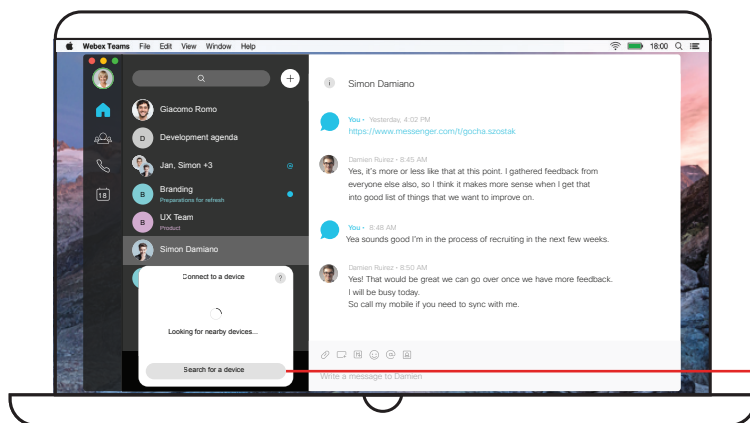 Webex Teams File Edit View Window Help
18:00
Giacomo Romo
D Development agenda
Jan, Simon +3
B Branding
Preparations for refresh
B UX Team
Product
Simon Damiano
18
Connect to a device ?
Looking for nearby devices...
Search for a device
i Simon Damiano
You • Yesterday, 4:02 PM
https://www.messenger.com/t/gocha.szostak
Damien Ruirez • 8:45 AM
Yes, it's more or less like that at this point. I gathered feedback from
everyone else also, so I think it makes more sense when I get that
into good list of things that we want to improve on.
You • 8:48 AM
Yea sounds good I'm in the process of recruiting in the next few weeks.
Damien Ruirez • 8:50 AM
Yes! That would be great we can go over once we have more feedback.
I will be busy today.
So call my mobile if you need to sync with me.
Write a message to Damien